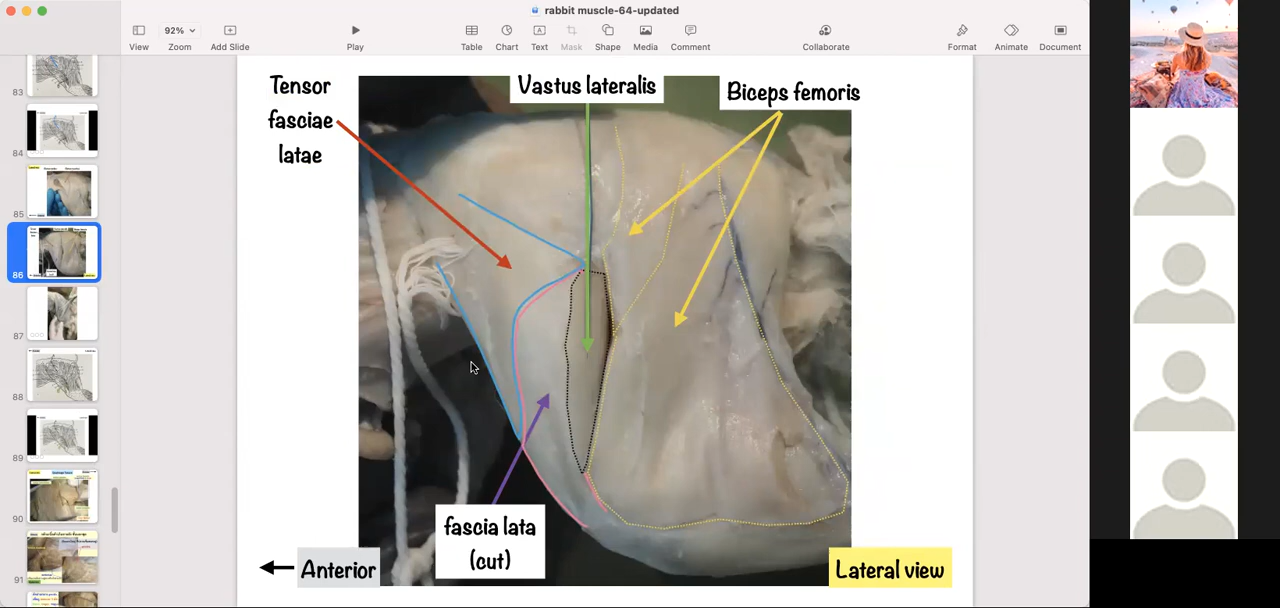 rabbit muscle-64-updated
92%
View
Zoom
Add Slide
Play
Table
Chart
Text
Mask
Shape
Media
Comment
Collaborate
Format
Animate
Document
83
84
85
86
87
88
89
90
91
Tensor
fasciae
latae
Vastus lateralis
Biceps femoris
fascia lata
(cut)
Anterior
Lateral view